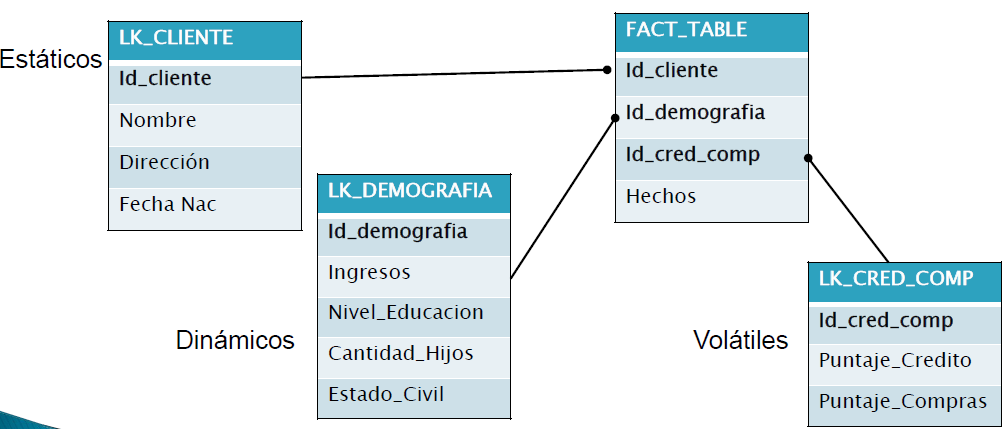 Estáticos
LK_CLIENTE
Id_cliente
Nombre
Dirección
Fecha Nac
FACT_TABLE
Id_cliente
Id_demografia
Id_cred_comp
Hechos
Dinámicos
LK_DEMOGRAFIA
Id_demografia
Ingresos
Nivel_Educacion
Cantidad_Hijos
Estado_Civil
Volátiles
LK_CRED_COMP
Id_cred_comp
Puntaje_Credito
Puntaje_Compras